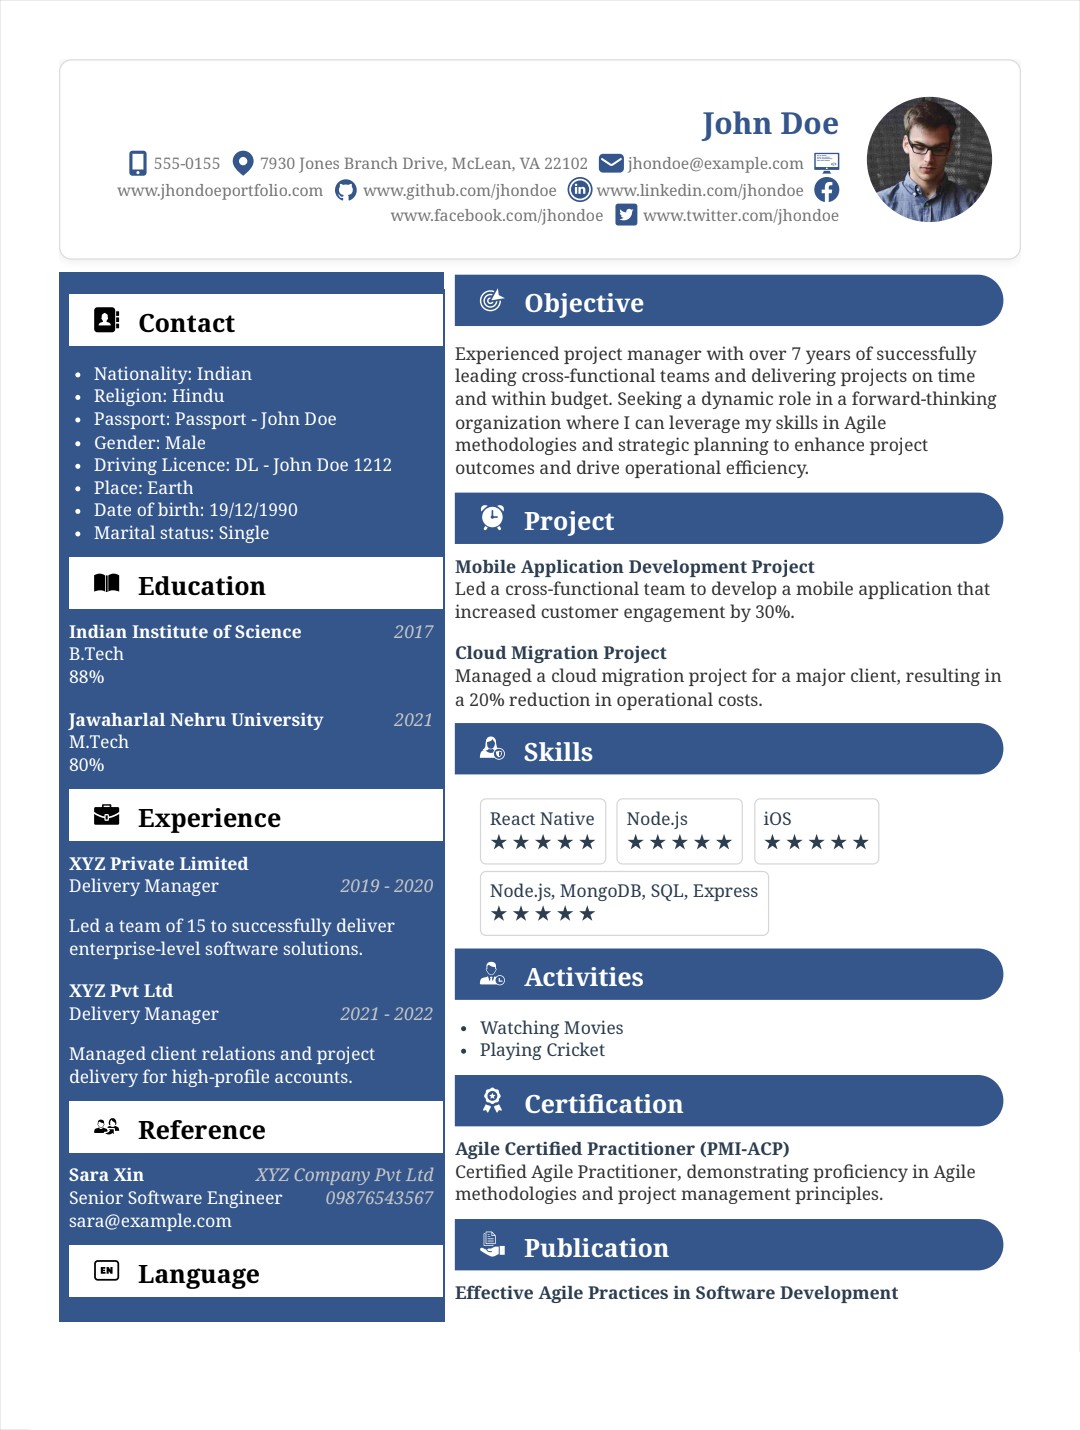 John Doe
555-0155 7930 Jones Branch Drive, McLean, VA 22102 jhondoe@example.com
www.jhondoeportfolio.com www.github.com/jhondoe www.linkedin.com/jhondoe
www.facebook.com/jhondoe www.twitter.com/jhondoe
Contact
• Nationality: Indian
• Religion: Hindu
• Passport: Passport - John Doe
• Gender: Male
• Driving Licence: DL - John Doe 1212
• Place: Earth
• Date of birth: 19/12/1990
• Marital status: Single
Education
Indian Institute of Science 2017
B.Tech
88%
Jawaharlal Nehru University 2021
M.Tech
80%
Experience
XYZ Private Limited
Delivery Manager 2019 - 2020
Led a team of 15 to successfully deliver
enterprise-level software solutions.
XYZ Pvt Ltd
Delivery Manager 2021 - 2022
Managed client relations and project
delivery for high-profile accounts.
Reference
Sara Xin XYZ Company Pvt Ltd
Senior Software Engineer 09876543567
sara@example.com
EN
Language
Objective
Experienced project manager with over 7 years of successfully
leading cross-functional teams and delivering projects on time
and within budget. Seeking a dynamic role in a forward-thinking
organization where I can leverage my skills in Agile
methodologies and strategic planning to enhance project
outcomes and drive operational efficiency.
Project
Mobile Application Development Project
Led a cross-functional team to develop a mobile application that
increased customer engagement by 30%.
Cloud Migration Project
Managed a cloud migration project for a major client, resulting in
a 20% reduction in operational costs.
Skills
React Native Node.js iOS
★★★★★ ★★★★★ ★★★★★
Node.js, MongoDB, SQL, Express
★★★★★
Activities
• Watching Movies
• Playing Cricket
Certification
Agile Certified Practitioner (PMI-ACP)
Certified Agile Practitioner, demonstrating proficiency in Agile
methodologies and project management principles.
Publication
Effective Agile Practices in Software Development